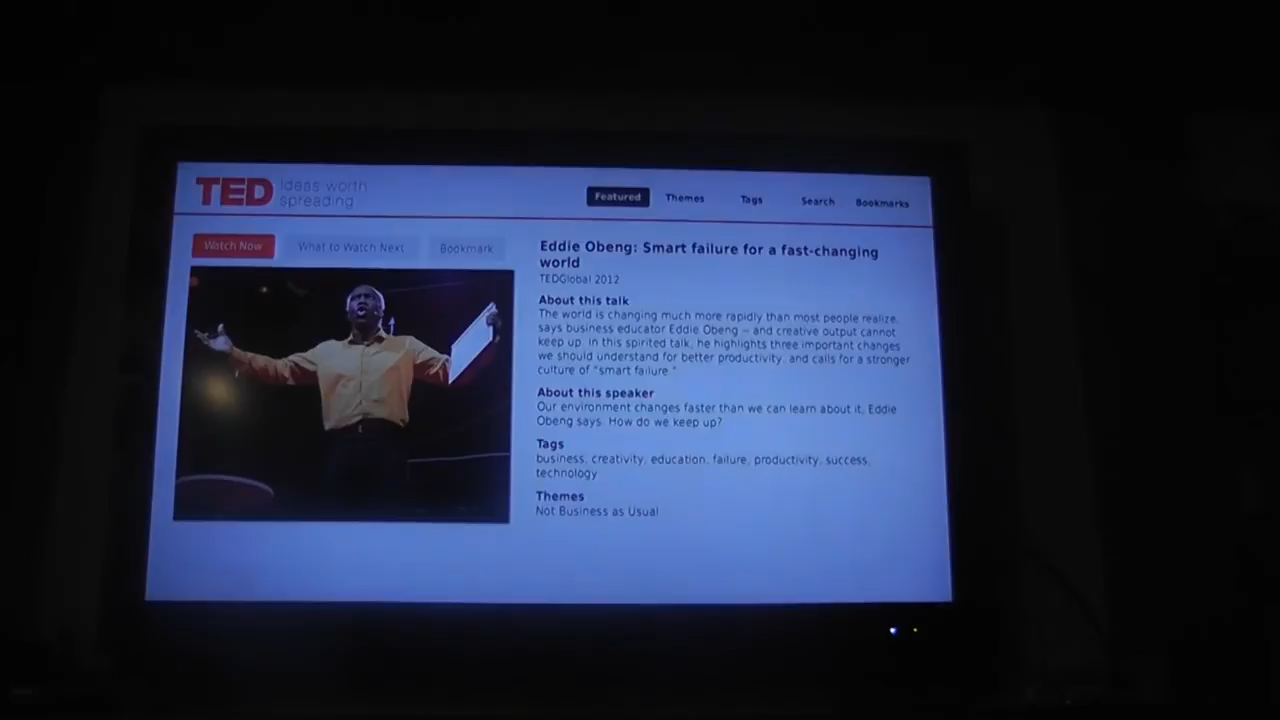 TED Ideas worth
spreading
Featured Themes Tags Search Bookmarks
Watch Now What to Watch Next Bookmark
Eddie Obeng: Smart failure for a fast-changing
world
TEDGlobal 2012
About this talk
The world is changing much more rapidly than most people realize,
says business educator Eddie Obeng -- and creative output cannot
keep up. In this spirited talk, he highlights three important changes
we should understand for better productivity, and calls for a stronger
culture of "smart failure."
About this speaker
Our environment changes faster than we can learn about it, Eddie
Obeng says. How do we keep up?
Tags
business, creativity, education, failure, productivity, success,
technology
Themes
Not Business as Usual